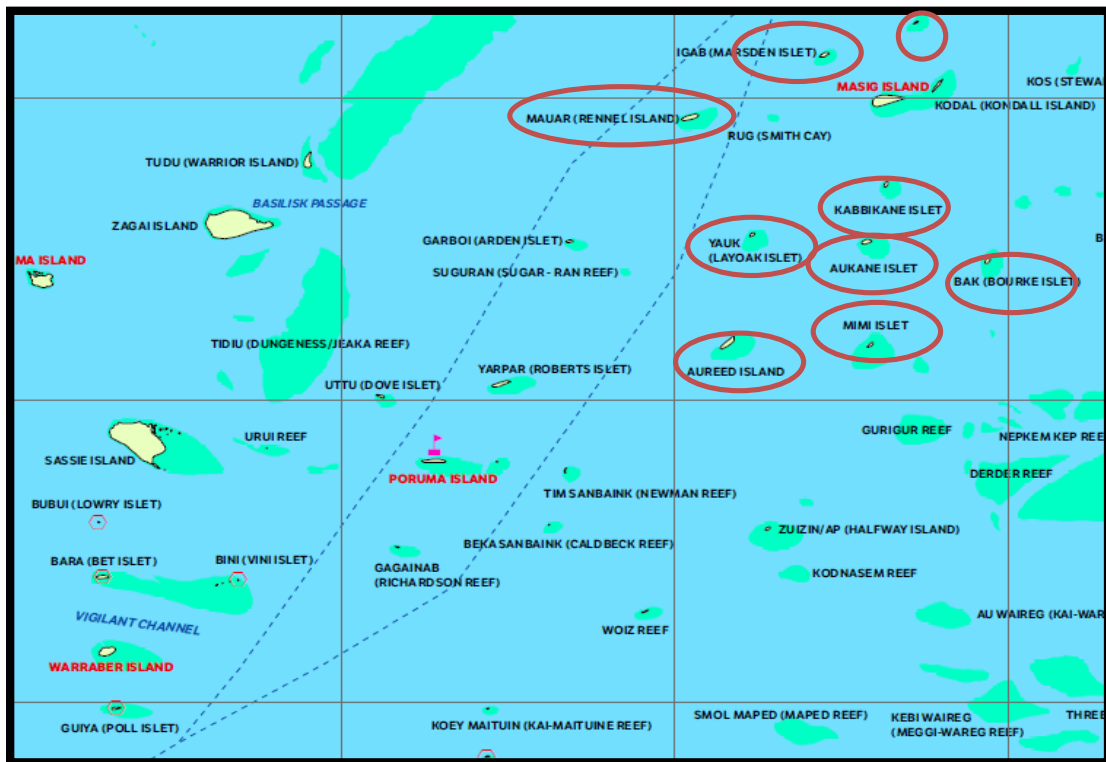 IGAB (MARSDEN ISLET)
MASIG ISLAND
KOS (STEWA
KODAL (KONDALL ISLAND)
MAUAR (RENNEL ISLAND)
RUG (SMITH CAY)
TUDU (WARRIOR ISLAND)
BASILISK PASSAGE
ZAGAI ISLAND
KABBIKANE ISLET
GARBOI (ARDEN ISLET)
YAUK
(LAYOAK ISLET)
B
MA ISLAND
SUGURAN (SUGAR - RAN REEF)
AUKANE ISLET
BAK (BOURKE ISLET)
MIMI ISLET
TIDIU (DUNGENESS/JEAKA REEF)
YARPAR (ROBERTS ISLET)
AUREED ISLAND
UTTU (DOVE ISLET)
GURIGUR REEF
NEPKEM KEP REE
URUI REEF
SASSIE ISLAND
PORUMA ISLAND
DERDER REEF
TIM SANBAINK (NEWMAN REEF)
BUBUI (LOWRY ISLET)
ZUIZIN/AP (HALFWAY ISLAND)
BEKASANBAINK (CALDBECK REEF)
BARA (BET ISLET)
BINI (VINI ISLET)
GAGAINAB
(RICHARDSON REEF)
KODNASEM REEF
AU WAIREG (KAI-WAR
VIGILANT CHANNEL
WOIZ REEF
WARRABER ISLAND
GUIYA (POLL ISLET)
KOEY MAITUIN (KAI-MAITUINE REEF)
SMOL MAPED (MAPED REEF)
KEBI WAIREG
(MEGGI-WAREG REEF)
THREE